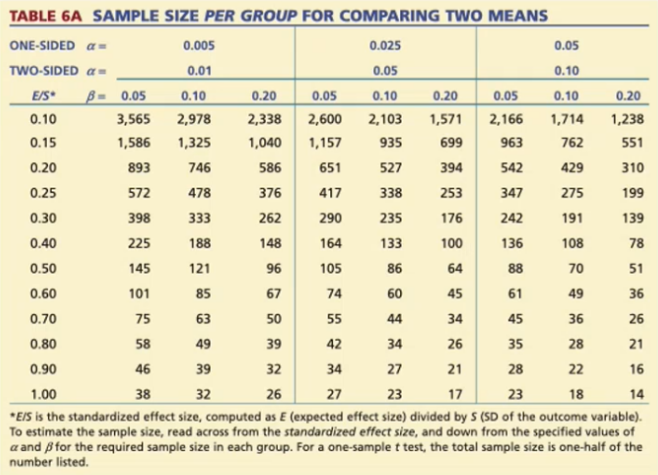 TABLE 6A SAMPLE SIZE PER GROUP FOR COMPARING TWO MEANS
ONE-SIDED α = 0.005 0.025 0.05
TWO-SIDED α = 0.01 0.05 0.10
E/S* β = 0.05 0.10 0.20 0.05 0.10 0.20 0.05 0.10 0.20
0.10 3,565 2,978 2,338 2,600 2,103 1,571 2,166 1,714 1,238
0.15 1,586 1,325 1,040 1,157 935 699 963 762 551
0.20 893 746 586 651 527 394 542 429 310
0.25 572 478 376 417 338 253 347 275 199
0.30 398 333 262 290 235 176 242 191 139
0.40 225 188 148 164 133 100 136 108 78
0.50 145 121 96 105 86 64 88 70 51
0.60 101 85 67 74 60 45 61 49 36
0.70 75 63 50 55 44 34 45 36 26
0.80 58 49 39 42 34 26 35 28 21
0.90 46 39 32 34 27 21 28 22 16
1.00 38 32 26 27 23 17 23 18 14
*E/S is the standardized effect size, computed as E (expected effect size) divided by S (SD of the outcome variable).
To estimate the sample size, read across from the standardized effect size, and down from the specified values of
α and β for the required sample size in each group. For a one-sample t test, the total sample size is one-half of the
number listed.